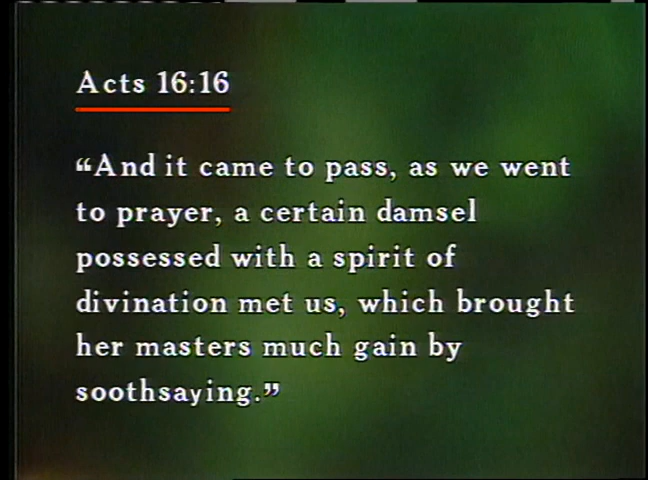 Acts 16:16
“And it came to pass, as we went
to prayer, a certain damsel
possessed with a spirit of
divination met us, which brought
her masters much gain by
soothsaying.”